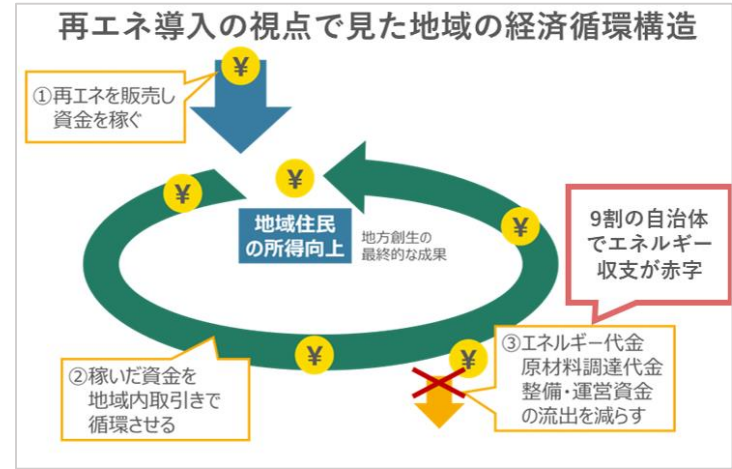 再エネ導入の視点で見た地域の経済循環構造
¥
①再エネを販売し
資金を稼ぐ
¥
¥
地域住民
の所得向上
地方創生の
最終的な成果
¥
9割の自治体
でエネルギー
収支が赤字
¥
¥
②稼いだ資金を
地域内取引きで
循環させる
③エネルギー代金
原材料調達代金
整備・運営資金
の流出を減らす